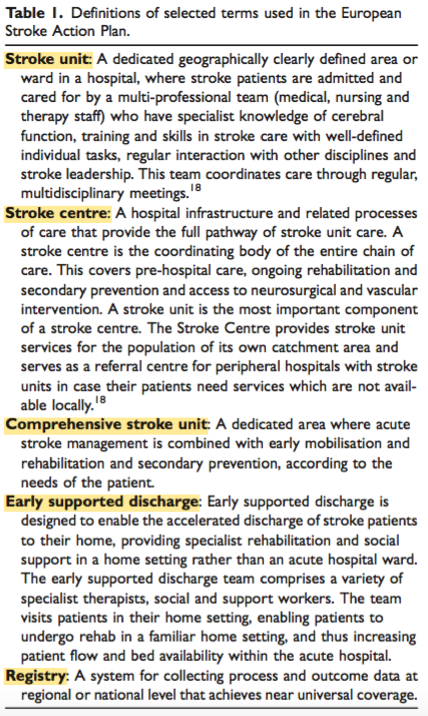 Table 1. Definitions of selected terms used in the European
Stroke Action Plan.
Stroke unit: A dedicated geographically clearly defined area or
ward in a hospital, where stroke patients are admitted and
cared for by a multi-professional team (medical, nursing and
therapy staff) who have specialist knowledge of cerebral
function, training and skills in stroke care with well-defined
individual tasks, regular interaction with other disciplines and
stroke leadership. This team coordinates care through regular,
multidisciplinary meetings.18
Stroke centre: A hospital infrastructure and related processes
of care that provide the full pathway of stroke unit care. A
stroke centre is the coordinating body of the entire chain of
care. This covers pre-hospital care, ongoing rehabilitation and
secondary prevention and access to neurosurgical and vascular
intervention. A stroke unit is the most important component
of a stroke centre. The Stroke Centre provides stroke unit
services for the population of its own catchment area and
serves as a referral centre for peripheral hospitals with stroke
units in case their patients need services which are not avail-
able locally.18
Comprehensive stroke unit: A dedicated area where acute
stroke management is combined with early mobilisation and
rehabilitation and secondary prevention, according to the
needs of the patient.
Early supported discharge: Early supported discharge is
designed to enable the accelerated discharge of stroke patients
to their home, providing specialist rehabilitation and social
support in a home setting rather than an acute hospital ward.
The early supported discharge team comprises a variety of
specialist therapists, social and support workers. The team
visits patients in their home setting, enabling patients to
undergo rehab in a familiar home setting, and thus increasing
patient flow and bed availability within the acute hospital.
Registry: A system for collecting process and outcome data at
regional or national level that achieves near universal coverage.